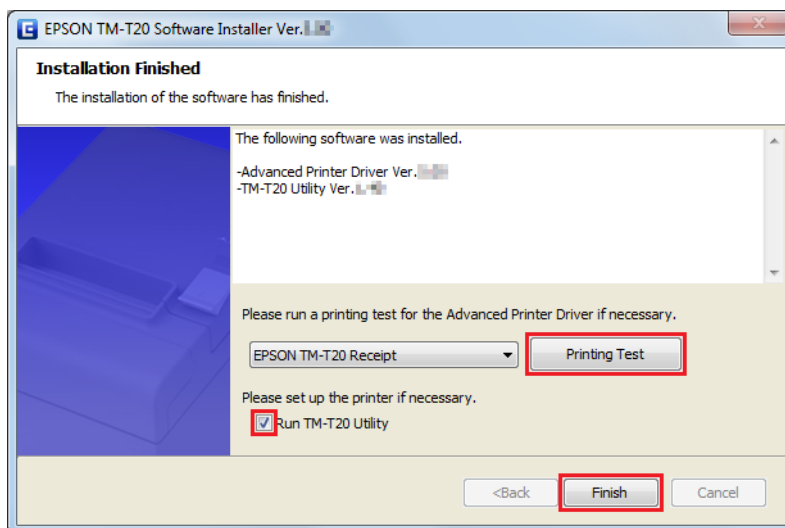 EPSON TM-T20 Software Installer Ver.
Installation Finished
The installation of the software has finished.
The following software was installed.
-Advanced Printer Driver Ver.
-TM-T20 Utility Ver.
Please run a printing test for the Advanced Printer Driver if necessary.
EPSON TM-T20 Receipt
Printing Test
Please set up the printer if necessary.
Run TM-T20 Utility
<Back
Finish
Cancel